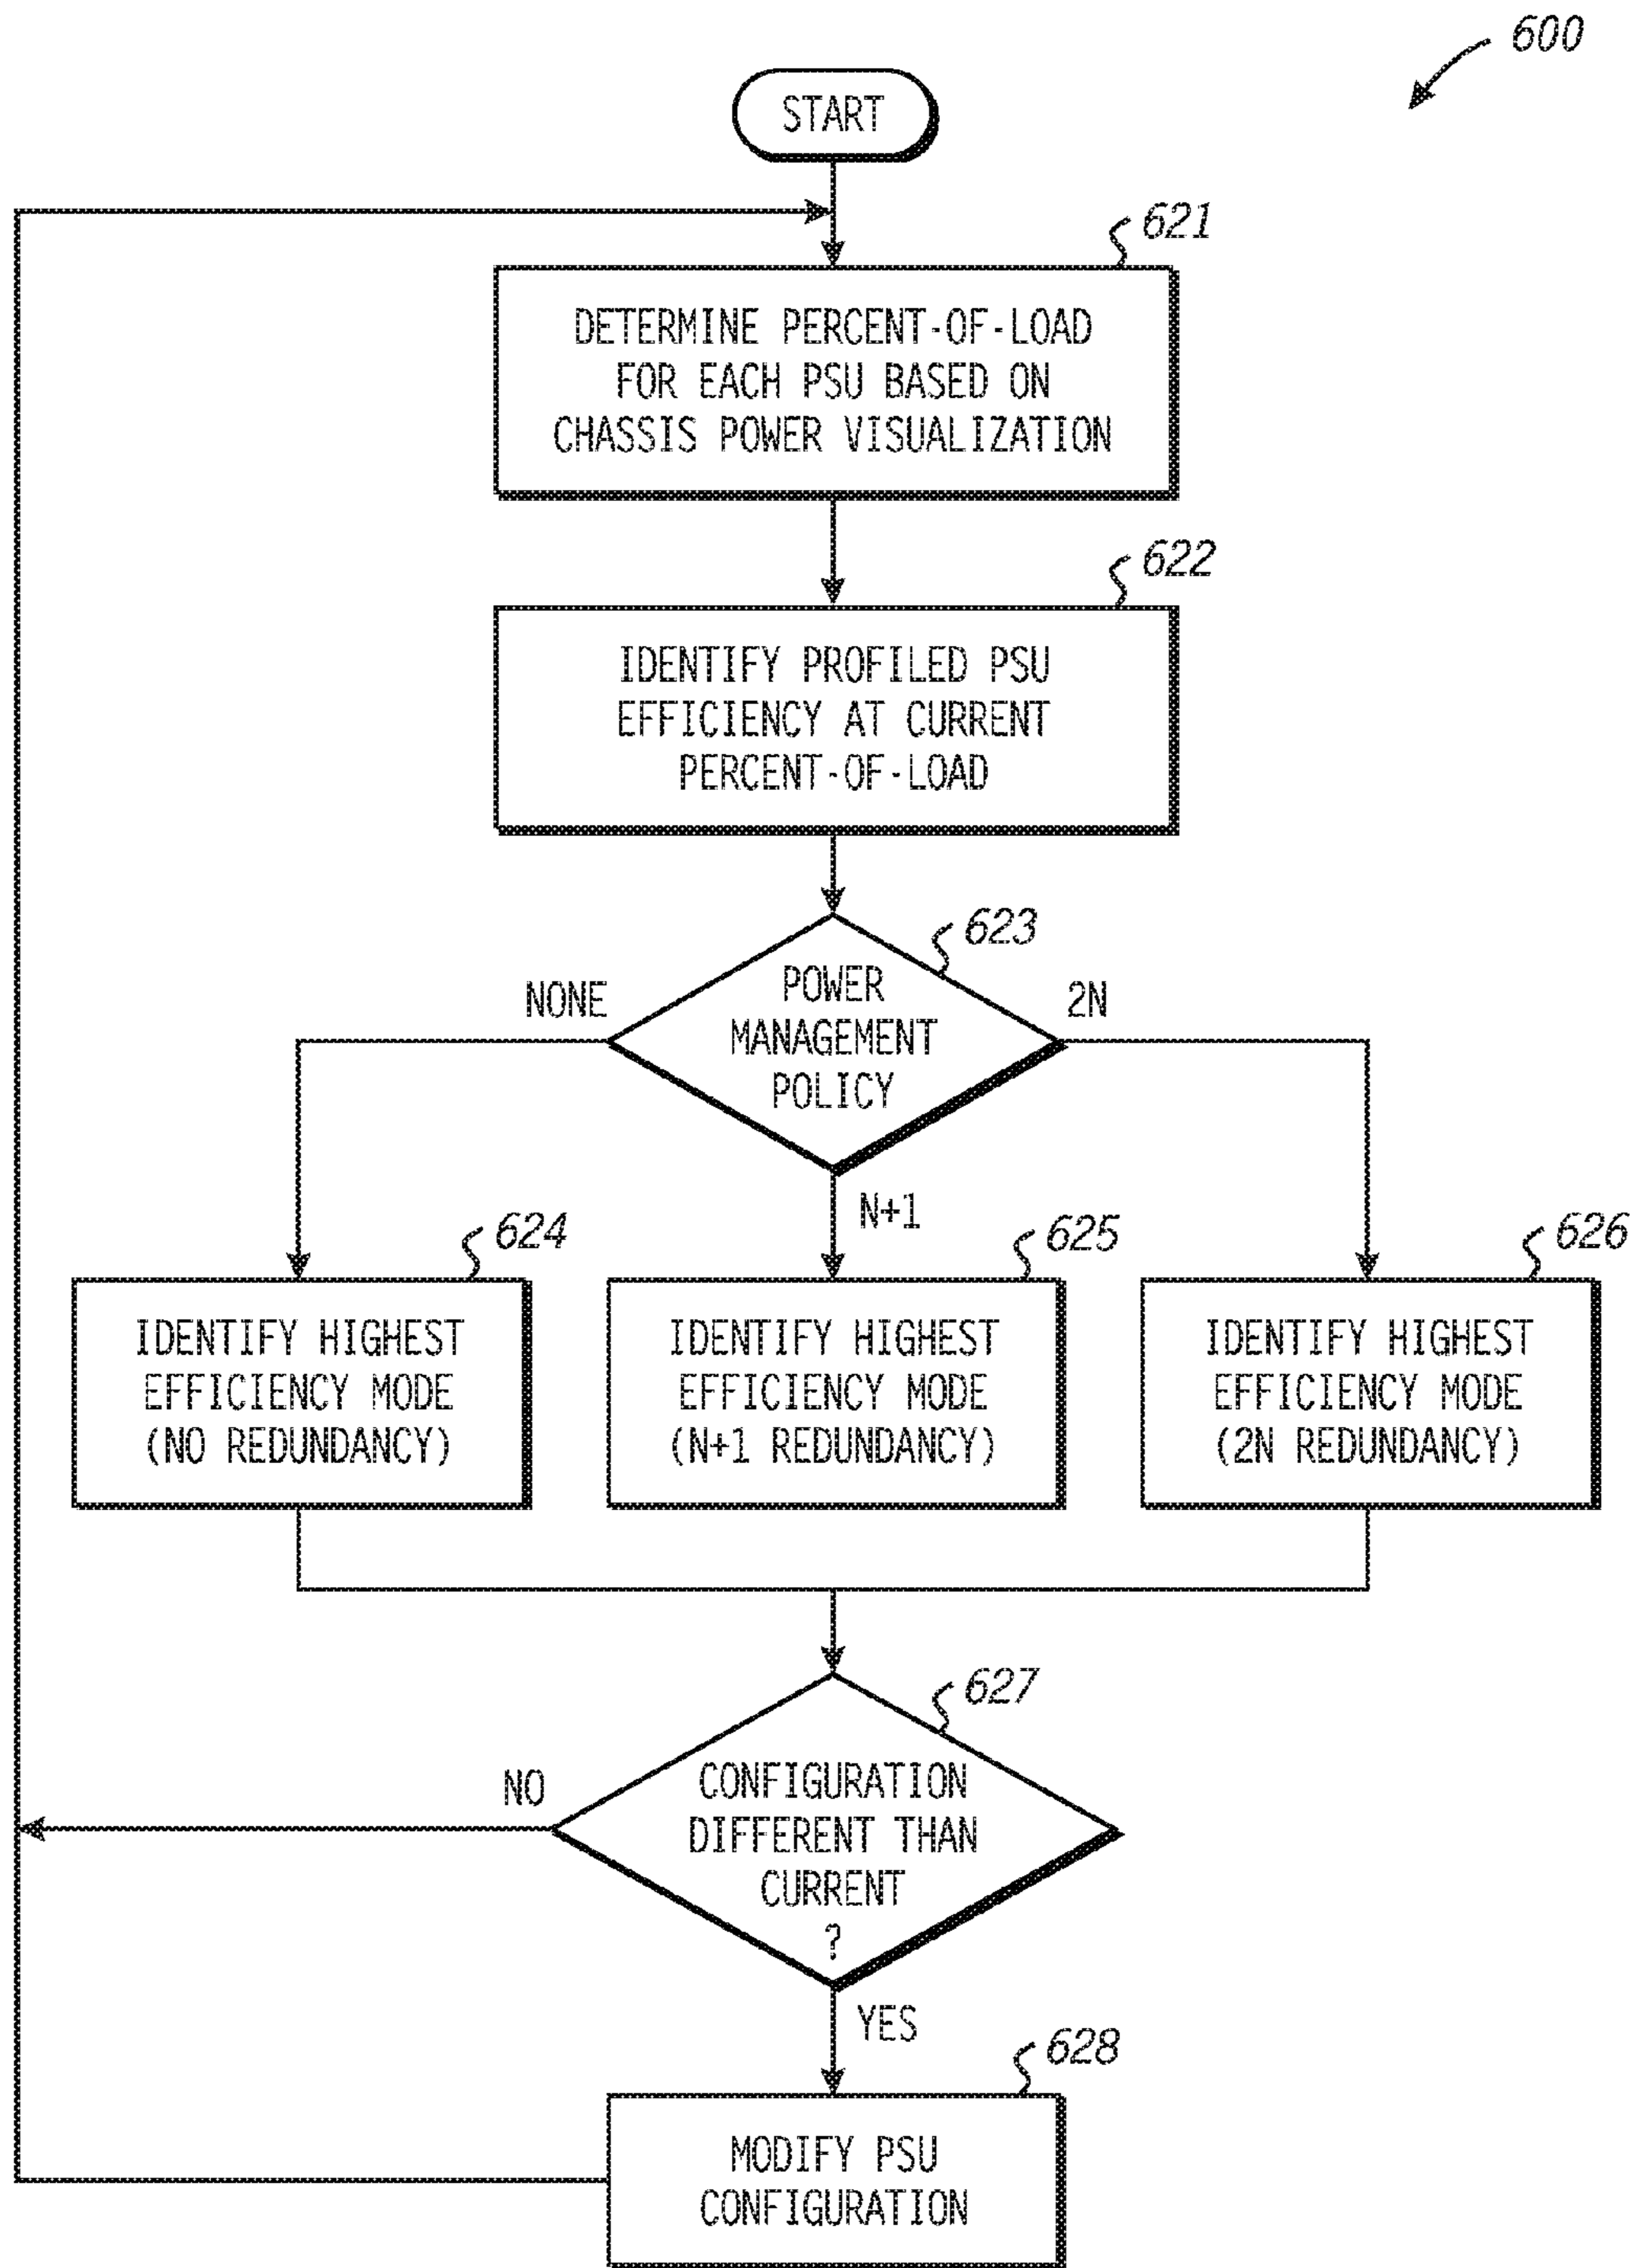 600
START
621
DETERMINE PERCENT-OF-LOAD
FOR EACH PSU BASED ON
CHASSIS POWER VISUALIZATION
622
IDENTIFY PROFILED PSU
EFFICIENCY AT CURRENT
PERCENT-OF-LOAD
623
POWER
MANAGEMENT
POLICY
NONE
2N
N+1
624
IDENTIFY HIGHEST
EFFICIENCY MODE
(NO REDUNDANCY)
625
IDENTIFY HIGHEST
EFFICIENCY MODE
(N+1 REDUNDANCY)
626
IDENTIFY HIGHEST
EFFICIENCY MODE
(2N REDUNDANCY)
627
CONFIGURATION
DIFFERENT THAN
CURRENT
?
NO
YES
628
MODIFY PSU
CONFIGURATION